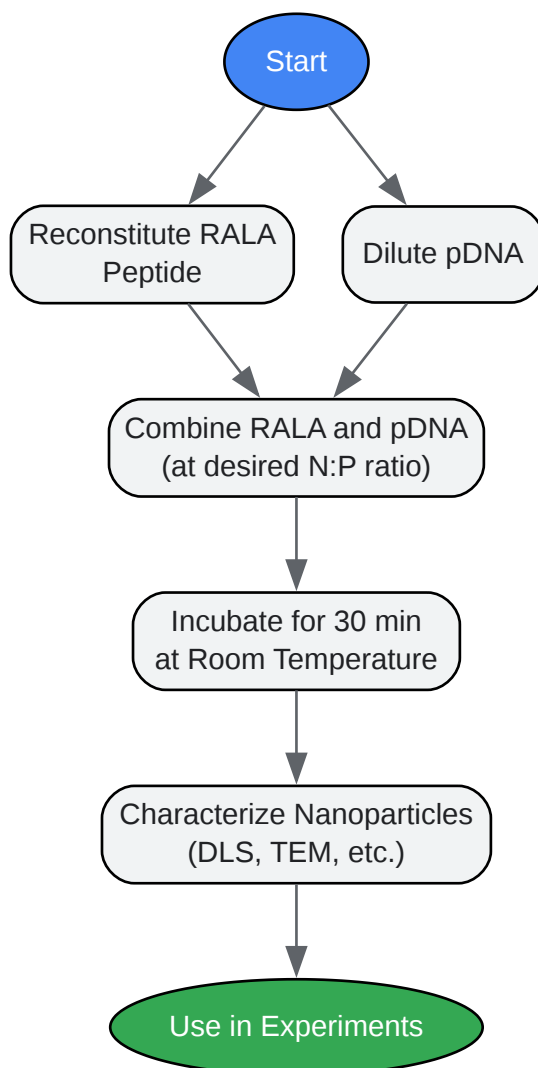 Start
Reconstitute RALA
Peptide
Dilute pDNA
Combine RALA and pDNA
(at desired N:P ratio)
Incubate for 30 min
at Room Temperature
Characterize Nanoparticles
(DLS, TEM, etc.)
Use in Experiments